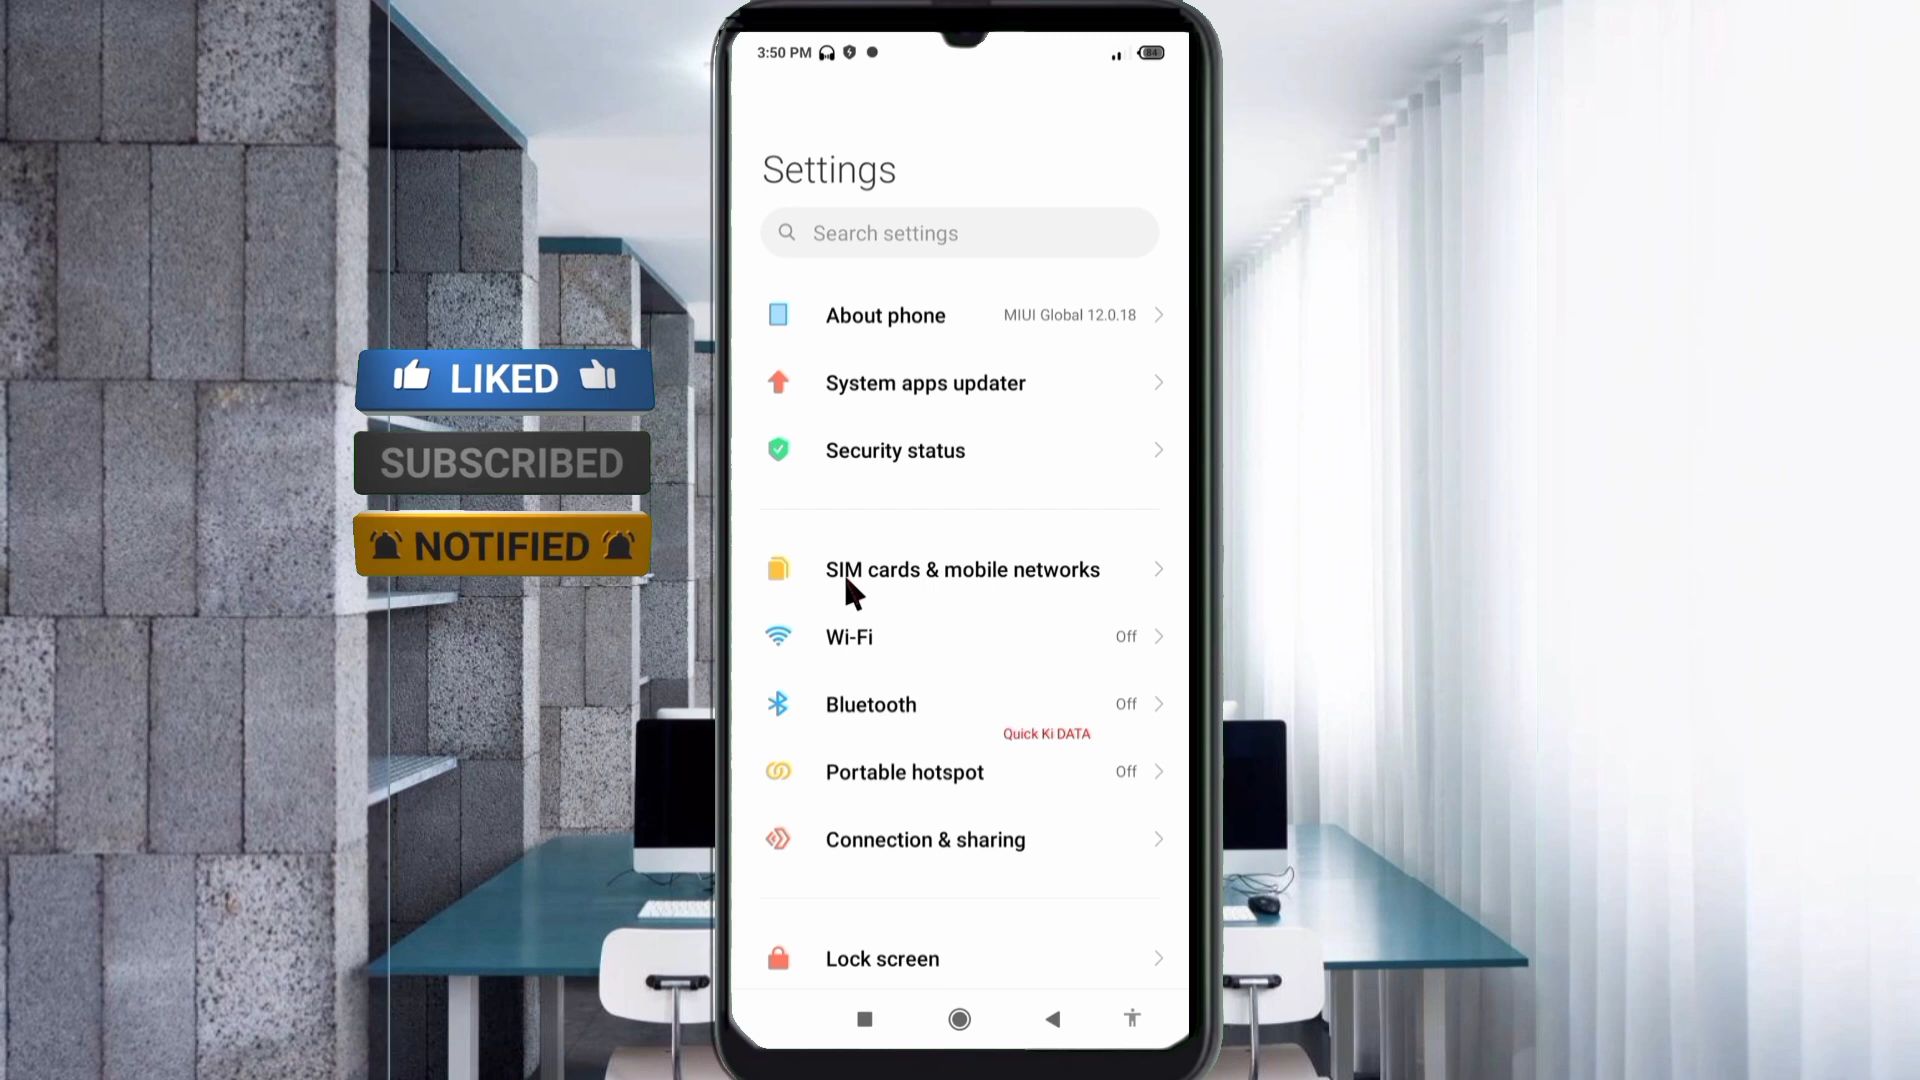 3:50 PM
84
Settings
Search settings
About phone MIUI Global 12.0.18
System apps updater
Security status
LIKED
SUBSCRIBED
NOTIFIED
SIM cards & mobile networks
Wi-Fi Off
Bluetooth Off
Quick Ki DATA
Portable hotspot Off
Connection & sharing
Lock screen